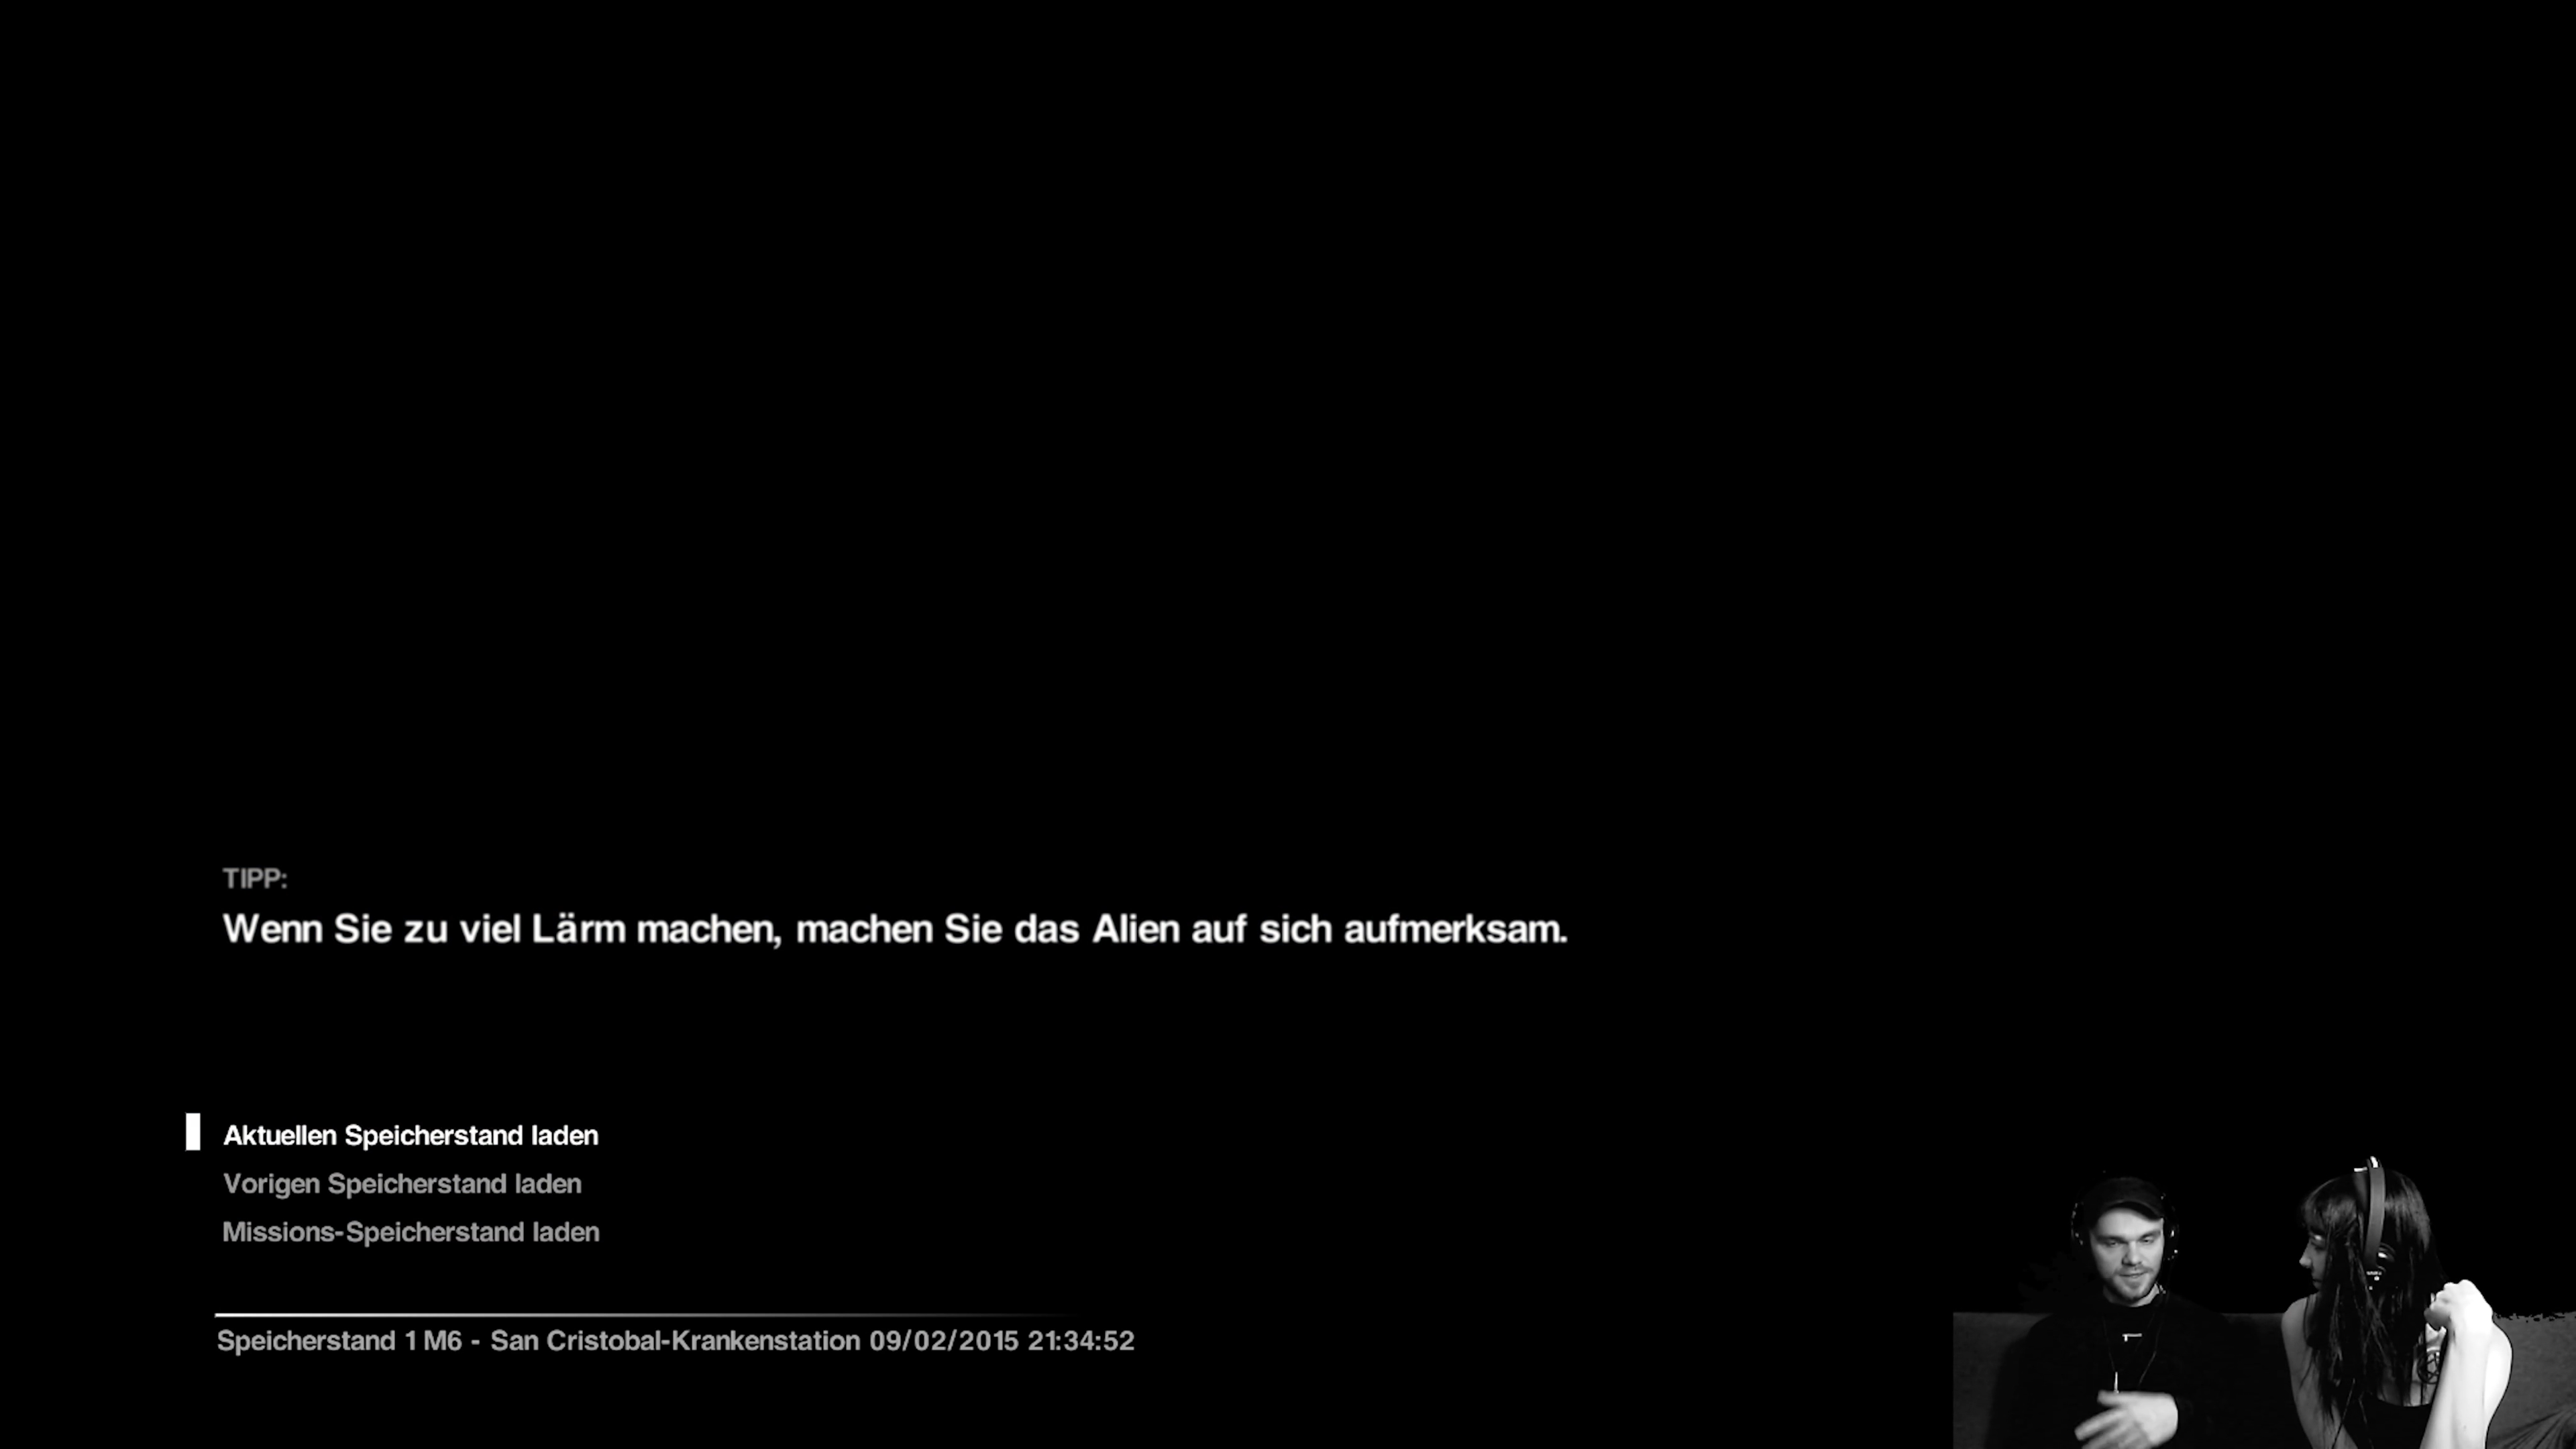 TIPP:
Wenn Sie zu viel Lärm machen, machen Sie das Alien auf sich aufmerksam.
Aktuellen Speicherstand laden
Vorigen Speicherstand laden
Missions-Speicherstand laden
Speicherstand 1 M6 - San Cristobal-Krankenstation 09/02/2015 21:34:52